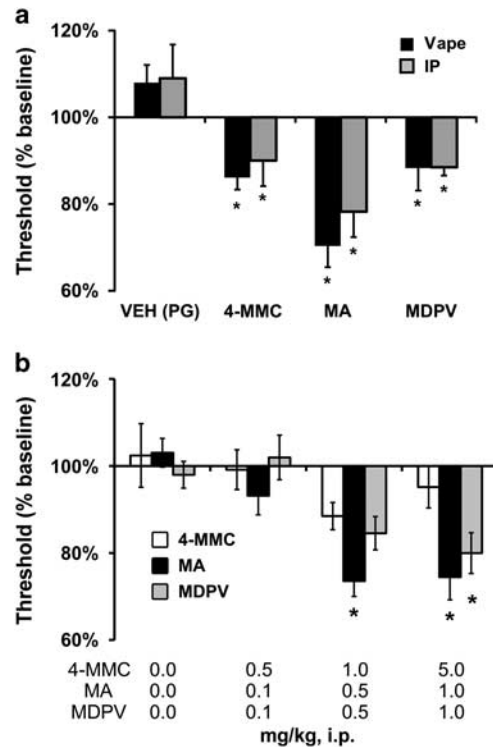 a
120%
100%
80%
60%
Threshold (% baseline)
Vape
IP
* * * * * *
VEH (PG) 4-MMC MA MDPV
b
120%
100%
80%
60%
Threshold (% baseline)
4-MMC
MA
MDPV
* * *
4-MMC 0.0 0.5 1.0 5.0
MA 0.0 0.1 0.5 1.0
MDPV 0.0 0.1 0.5 1.0
mg/kg, i.p.